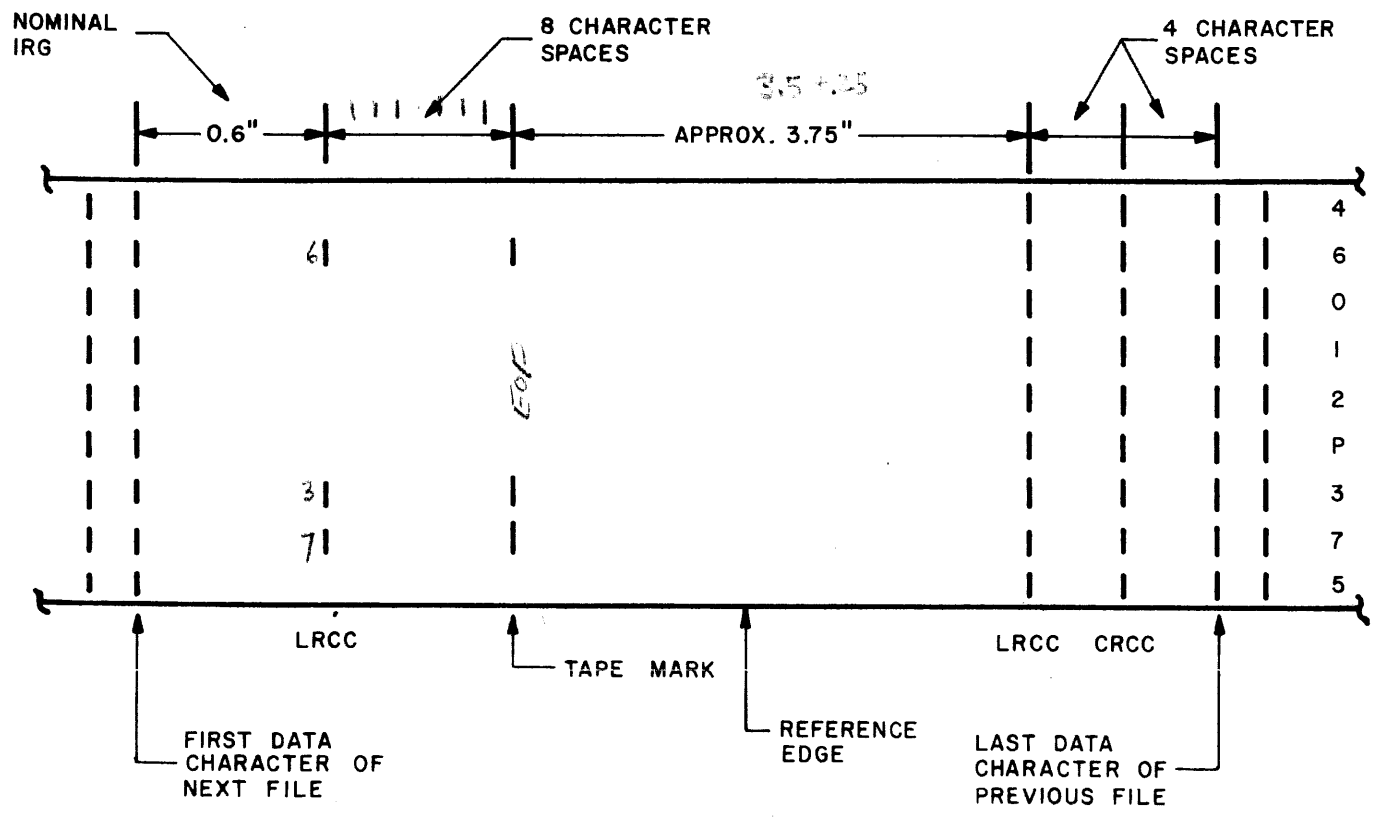 NOMINAL
IRG
8 CHARACTER
SPACES
4 CHARACTER
SPACES
3.5 +.25
0.6"
APPROX. 3.75"
4
6
6
0
1
EOF
2
P
3
3
7
7
5
LRCC
LRCC CRCC
TAPE MARK
REFERENCE
EDGE
FIRST DATA
CHARACTER OF
NEXT FILE
LAST DATA
CHARACTER OF
PREVIOUS FILE